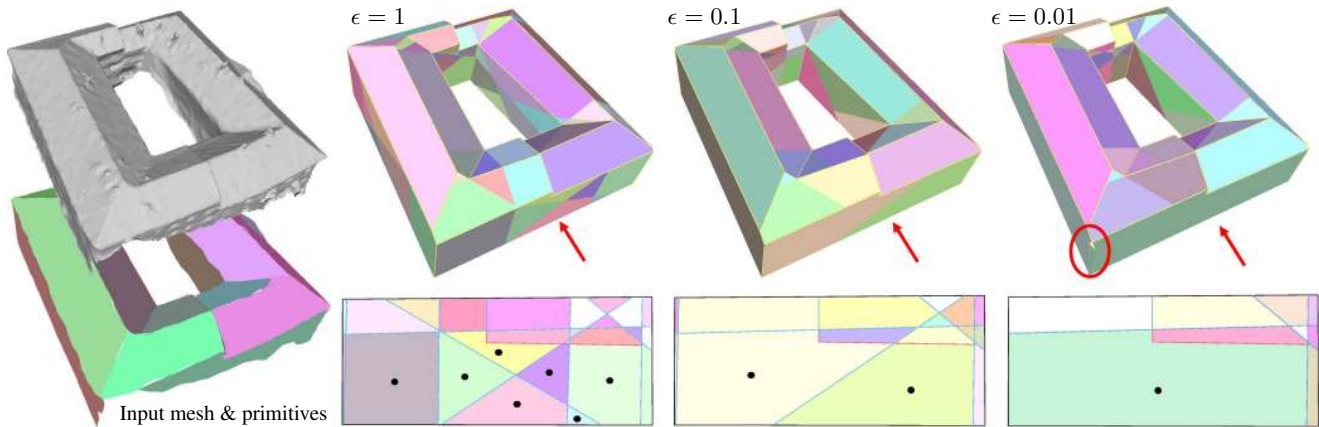 ϵ = 1
ϵ = 0.1
ϵ = 0.01
Input mesh & primitives